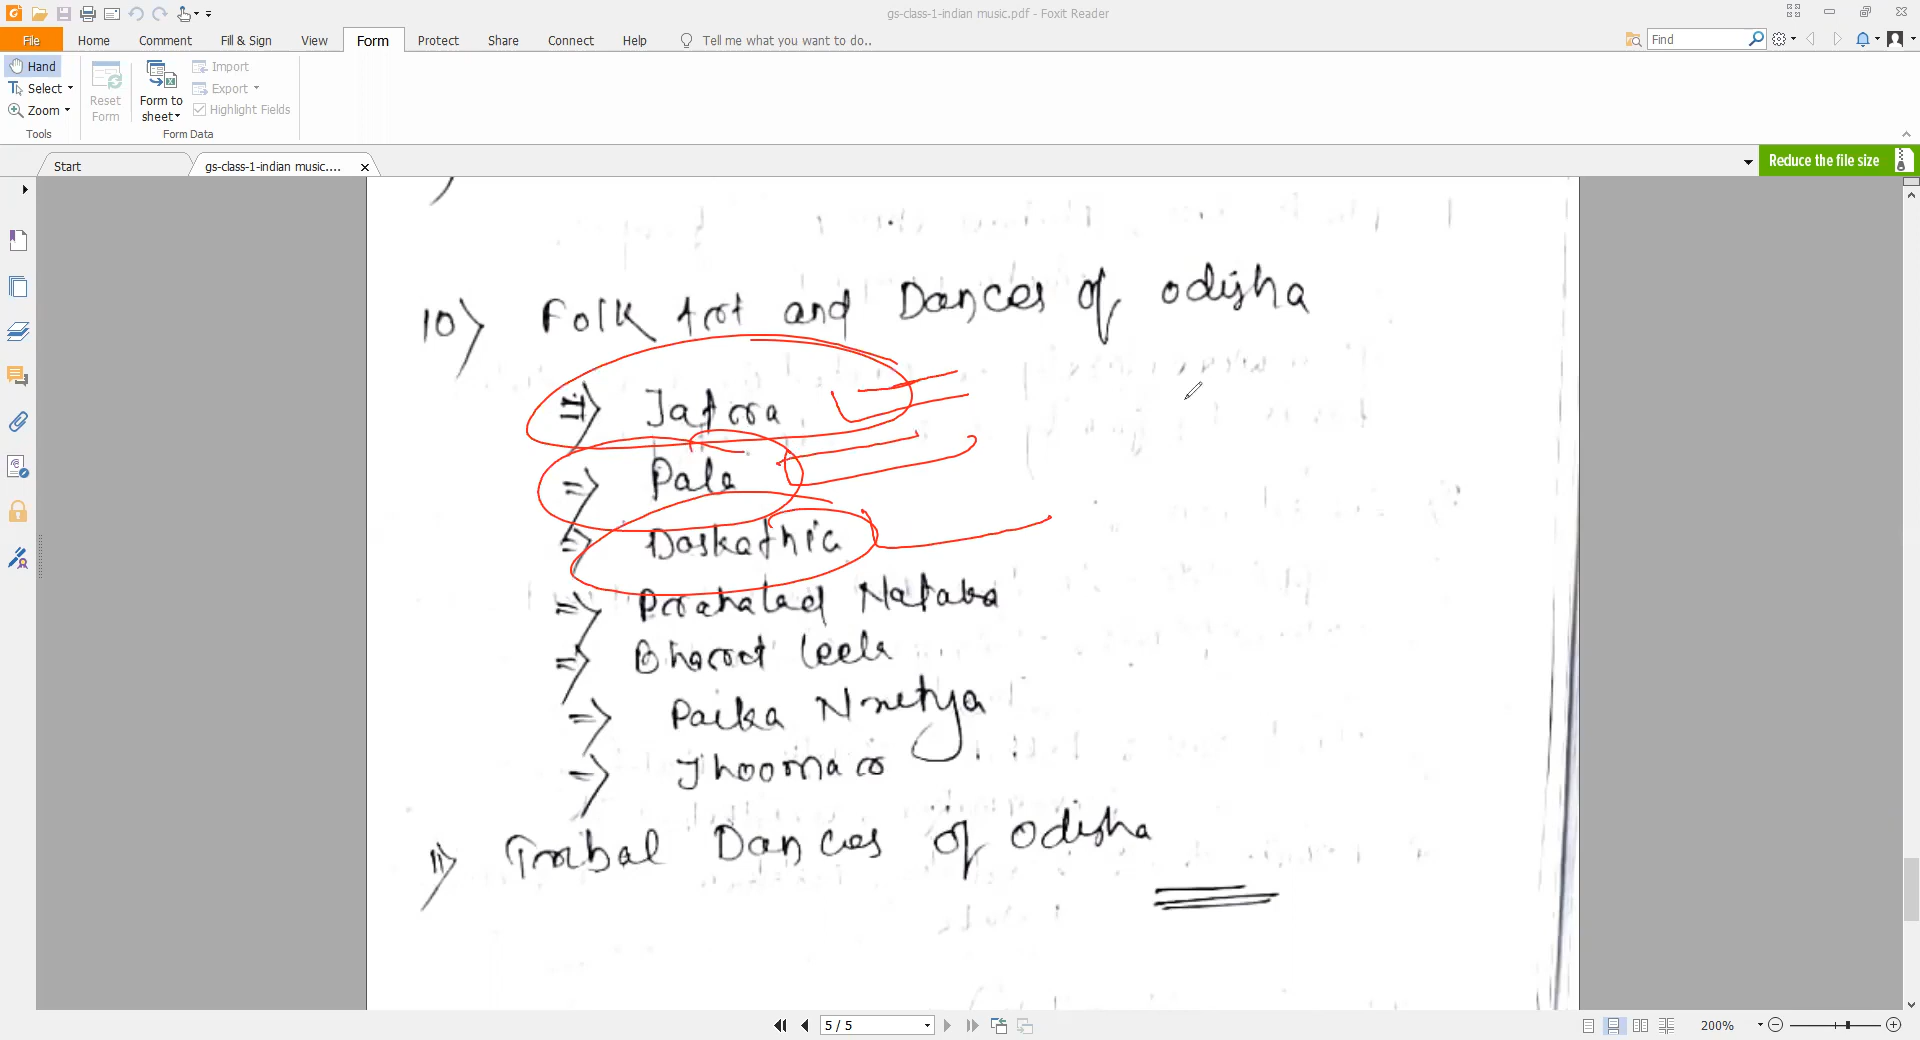 gs-class-1-indian music.pdf - Foxit Reader
File Home Comment Fill & Sign View Form Protect Share Connect Help Tell me what you want to do.. Find
Hand
Select
Zoom
Tools
Reset Form
Form to sheet
Import
Export
Highlight Fields
Form Data
Start gs-class-1-indian music.... Reduce the file size
10) Folk Art and Dances of odisha
=> Jatra
=> Pala
=> Daskathia
=> Prahalad Nataka
=> Bharat Leela
=> Paika Nrutya
=> Jhoomar
11) Tribal Dances of odisha
5 / 5 200%